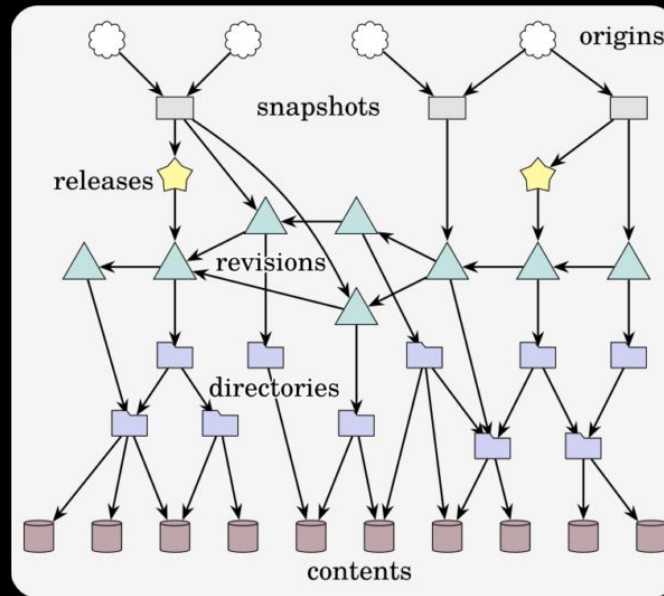 origins
snapshots
releases
revisions
directories
contents